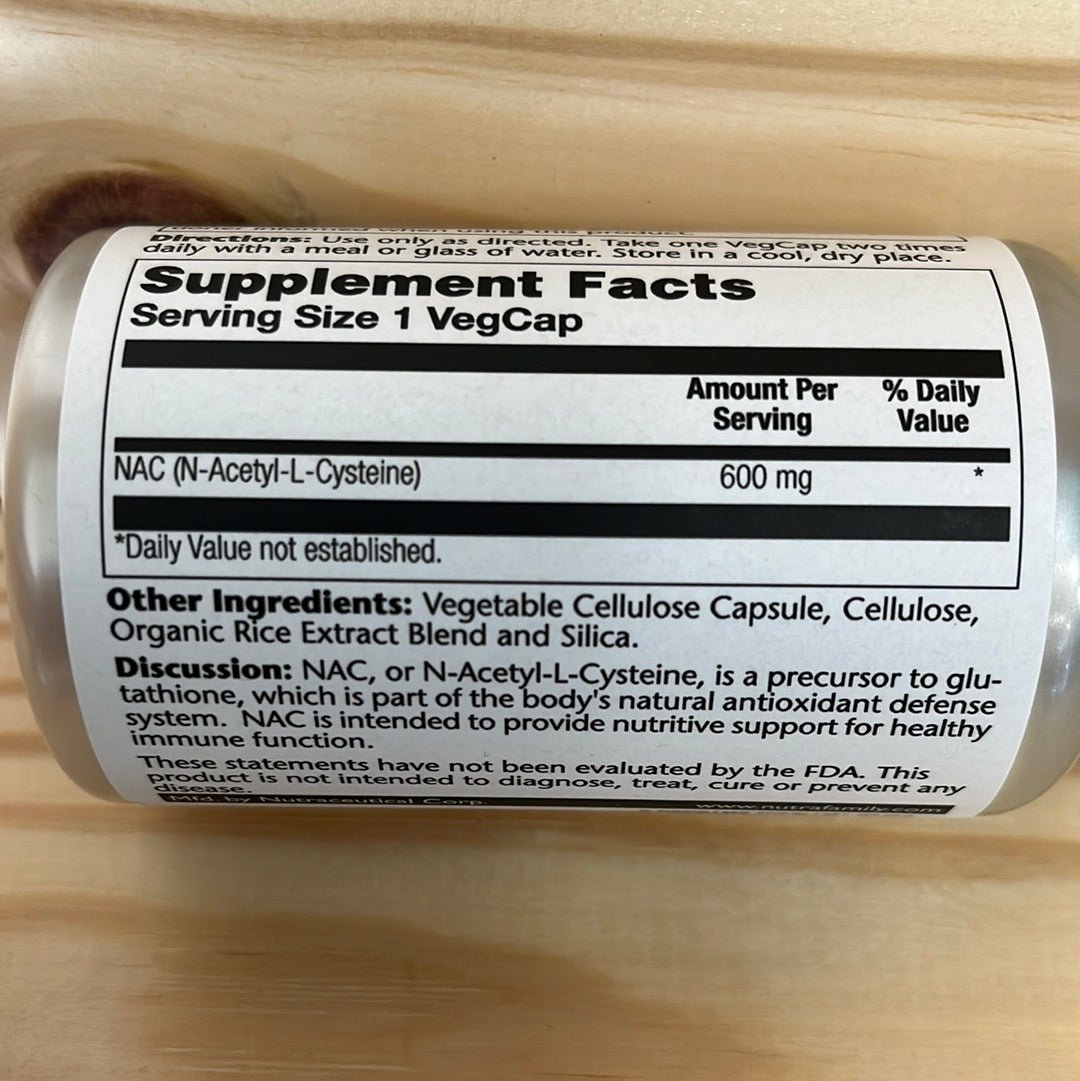 informed when using this product.
Directions: Use only as directed. Take one VegCap two times
daily with a meal or glass of water. Store in a cool, dry place.
Supplement Facts
Serving Size 1 VegCap
Amount Per % Daily
Serving Value
NAC (N-Acetyl-L-Cysteine) 600 mg *
*Daily Value not established.
Other Ingredients: Vegetable Cellulose Capsule, Cellulose,
Organic Rice Extract Blend and Silica.
Discussion: NAC, or N-Acetyl-L-Cysteine, is a precursor to glu-
tathione, which is part of the body's natural antioxidant defense
system. NAC is intended to provide nutritive support for healthy
immune function.
These statements have not been evaluated by the FDA. This
product is not intended to diagnose, treat, cure or prevent any
disease.
Mfd. by Nutraceutical Corp. www.nutrafamily.com